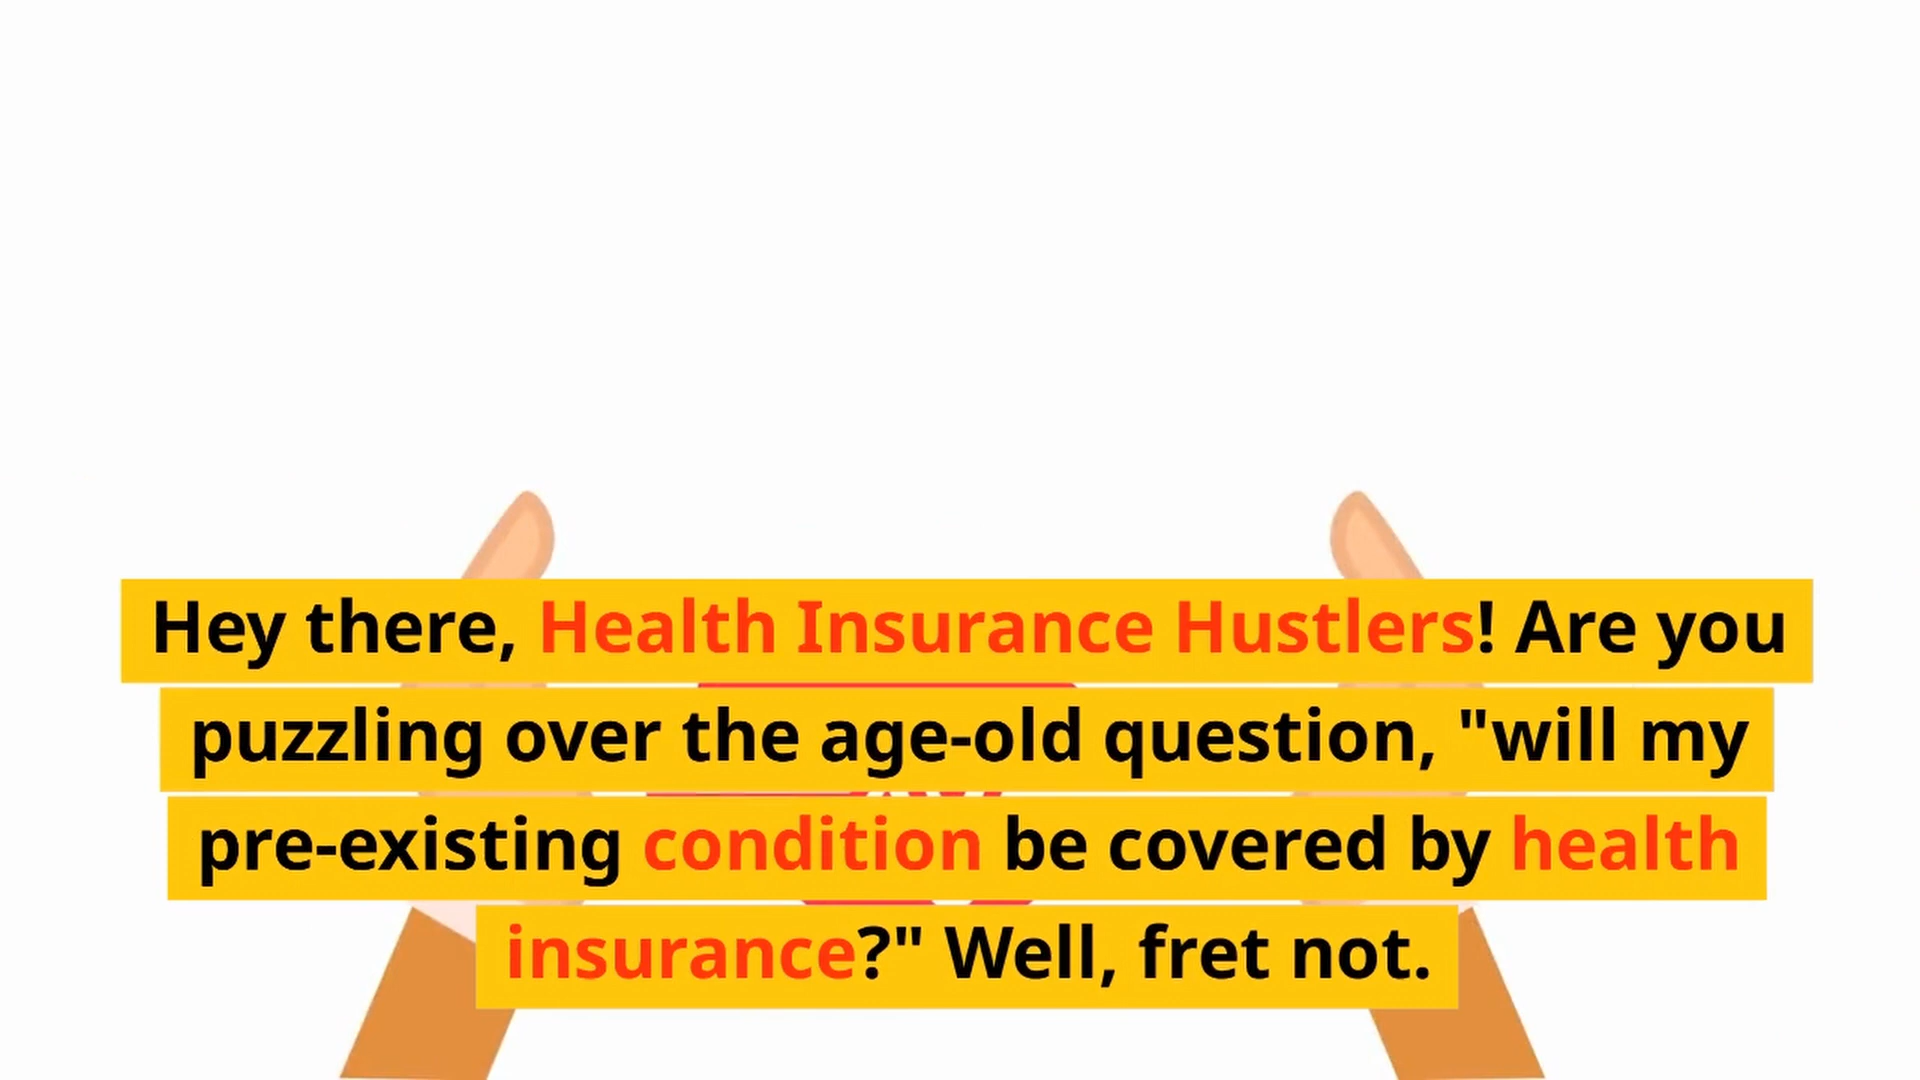 Hey there, Health Insurance Hustlers! Are you
puzzling over the age-old question, "will my
pre-existing condition be covered by health
insurance?" Well, fret not.